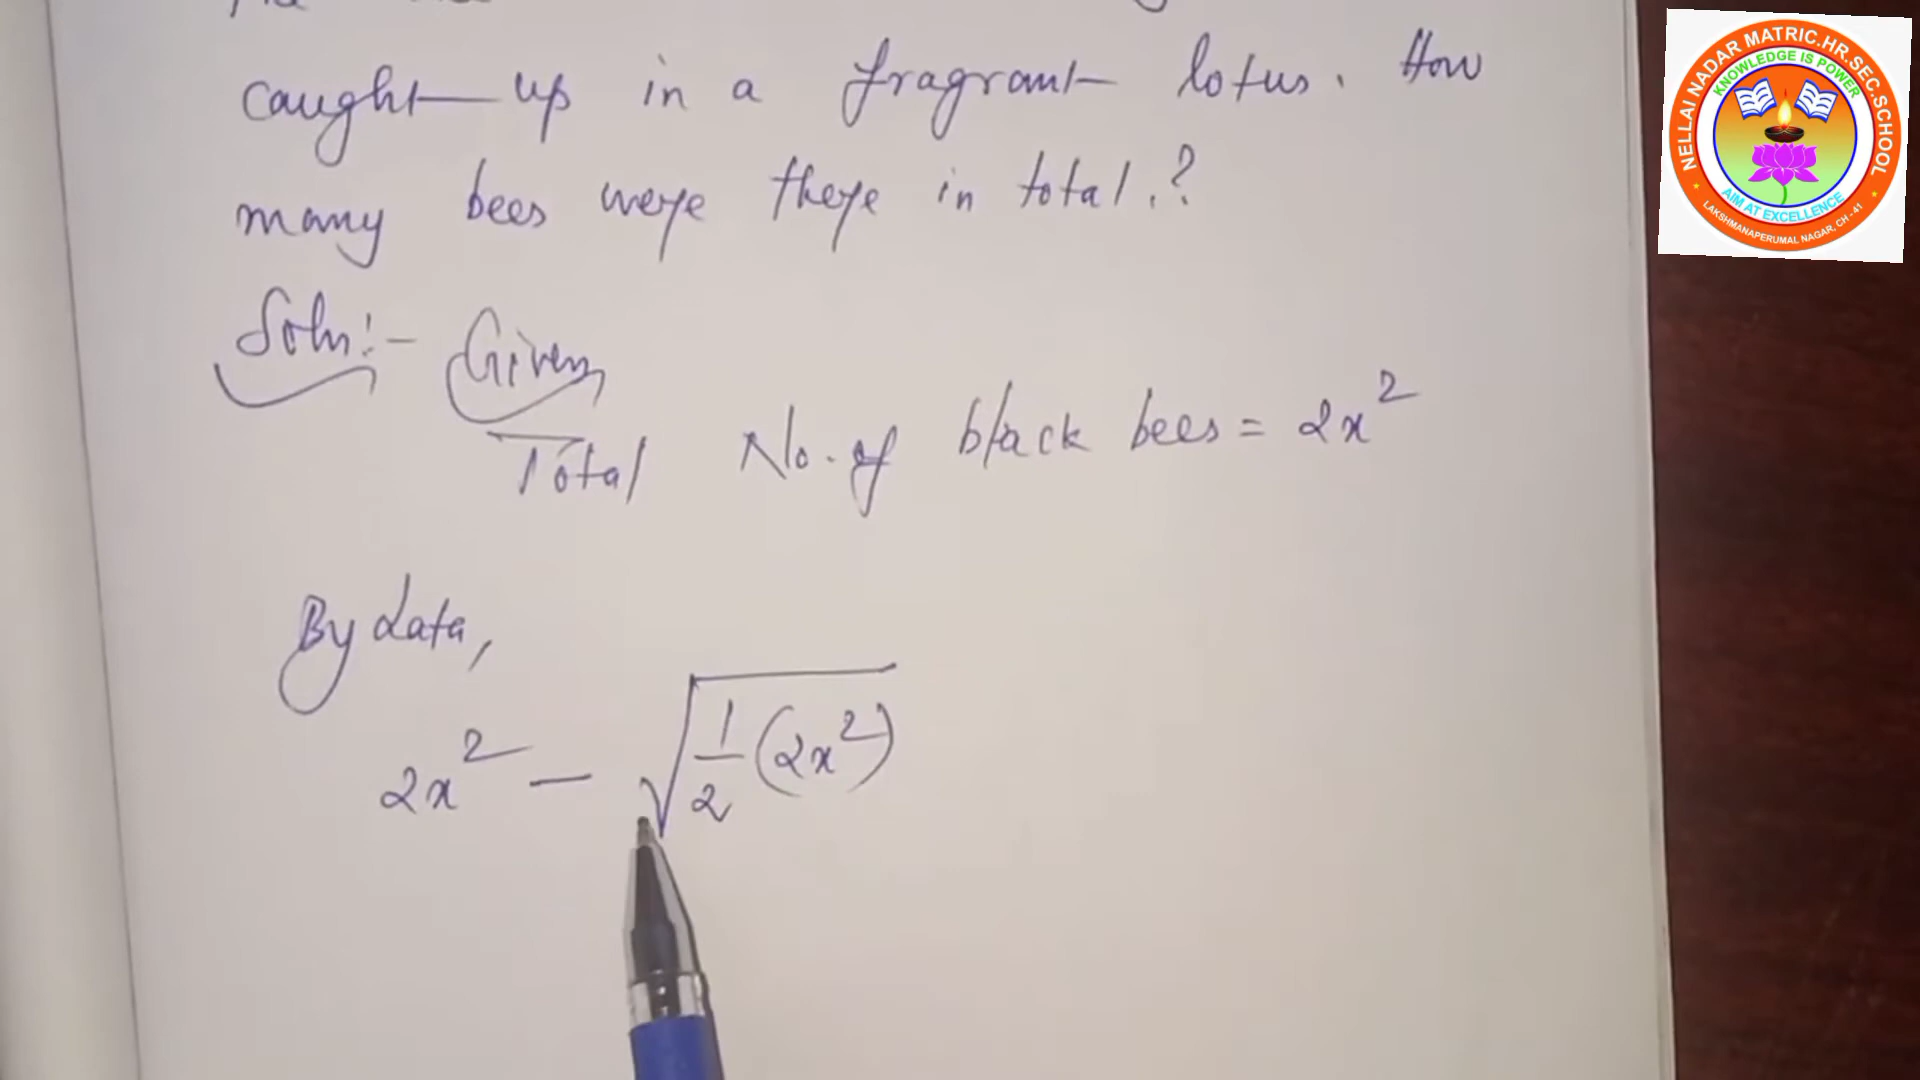 caught up in a fragrant lotus. How
many bees were there in total.?
Soln:- Given
Total No. of black bees = 2x²
By data,
2x² - √(1/2 (2x²))
NELLAI NADAR MATRIC.HR.SEC.SCHOOL
KNOWLEDGE IS POWER
AIM AT EXCELLENCE
LAKSHMANAPERUMAL NAGAR, CH - 41